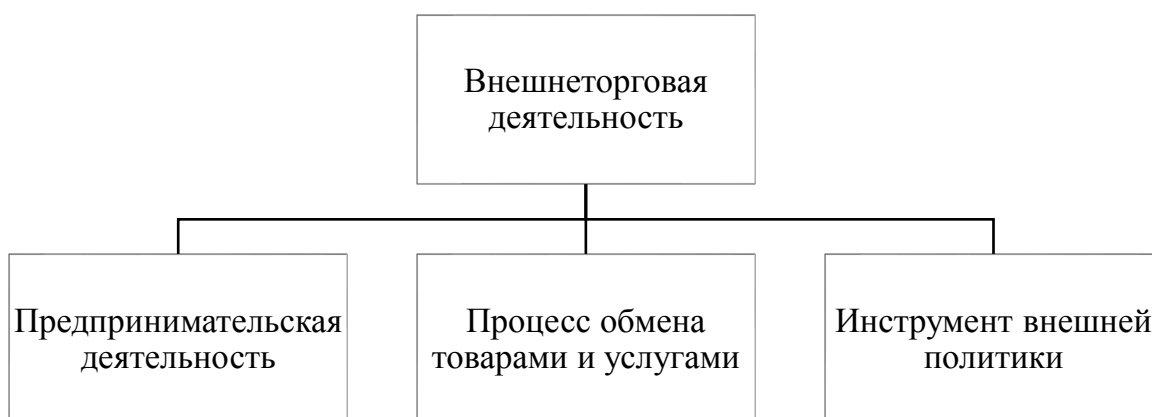 Внешнеторговая
деятельность
Предпринимательская
деятельность
Процесс обмена
товарами и услугами
Инструмент внешней
политики